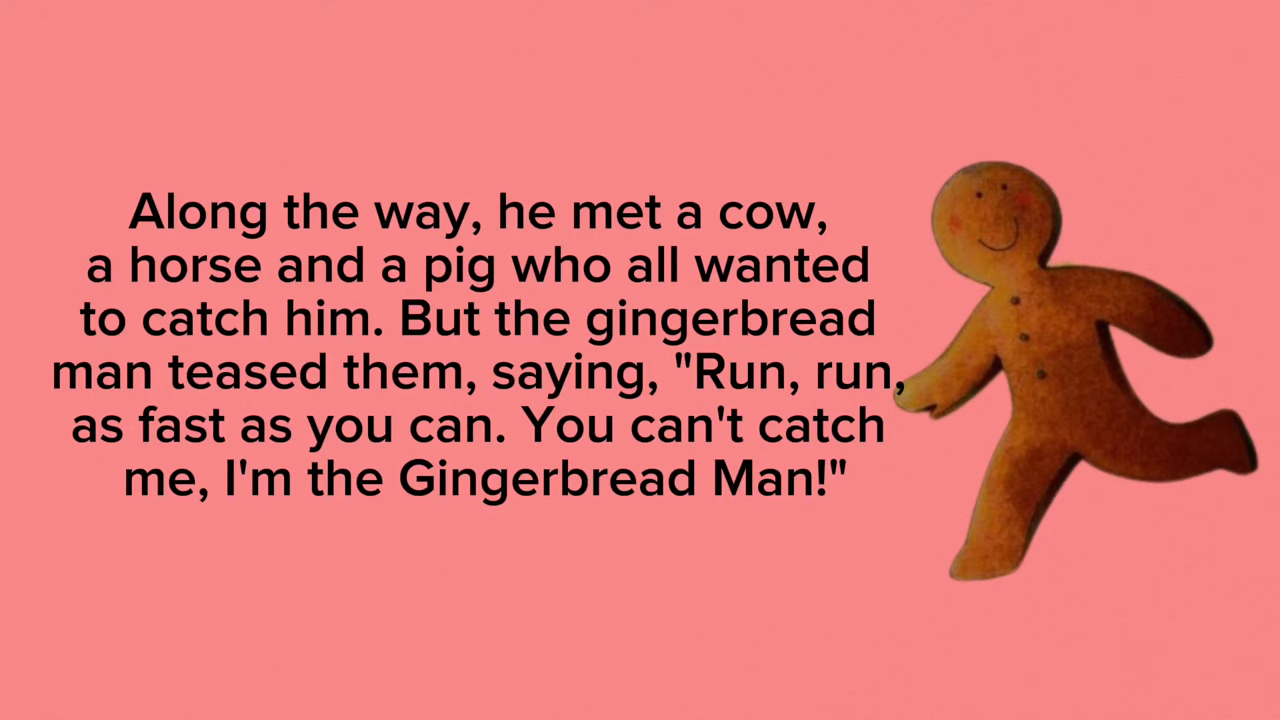 Along the way, he met a cow,
a horse and a pig who all wanted
to catch him. But the gingerbread
man teased them, saying, "Run, run,
as fast as you can. You can't catch
me, I'm the Gingerbread Man!"